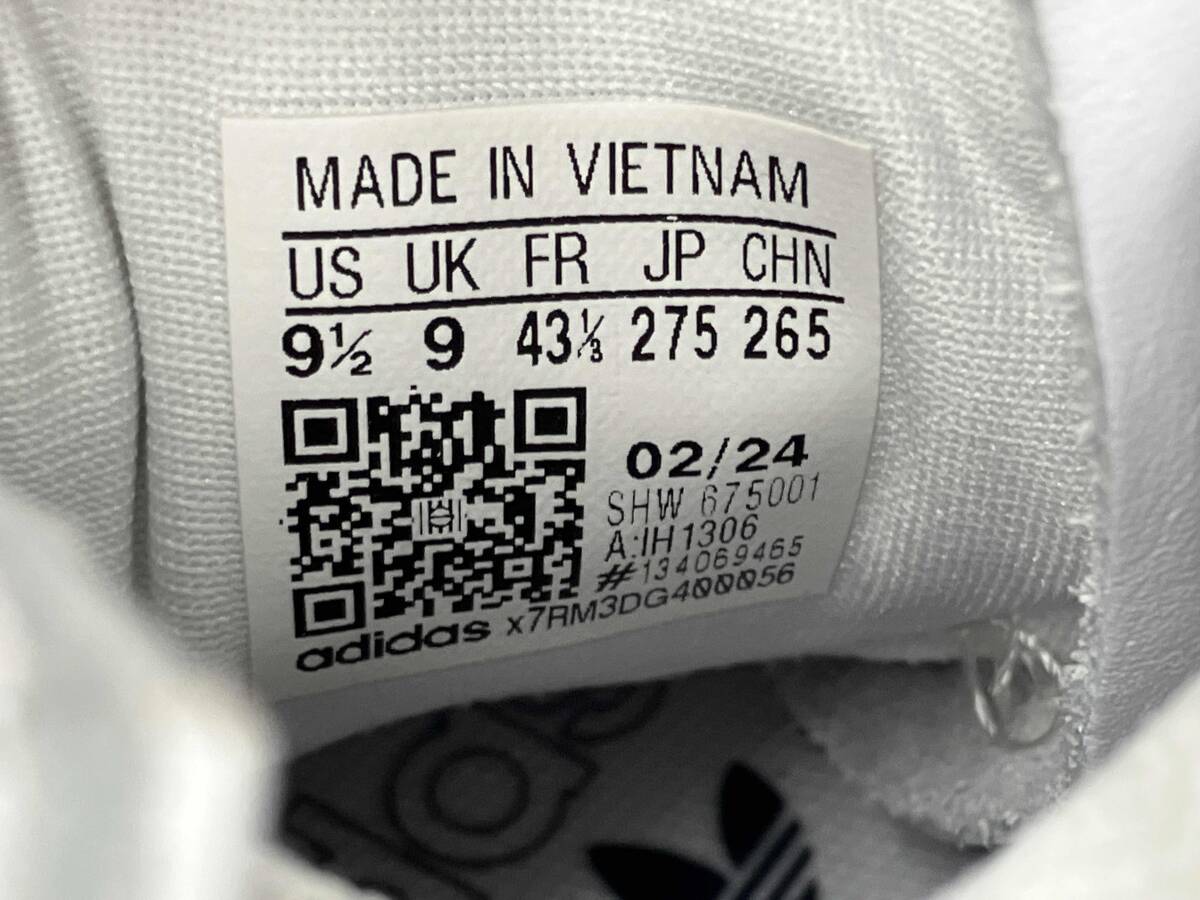 MADE IN VIETNAM
US UK FR JP CHN
9½ 9 43⅓ 275 265
02/24
SHW 675001
A:IH1306
#134069465
adidas x7RM3DG400056